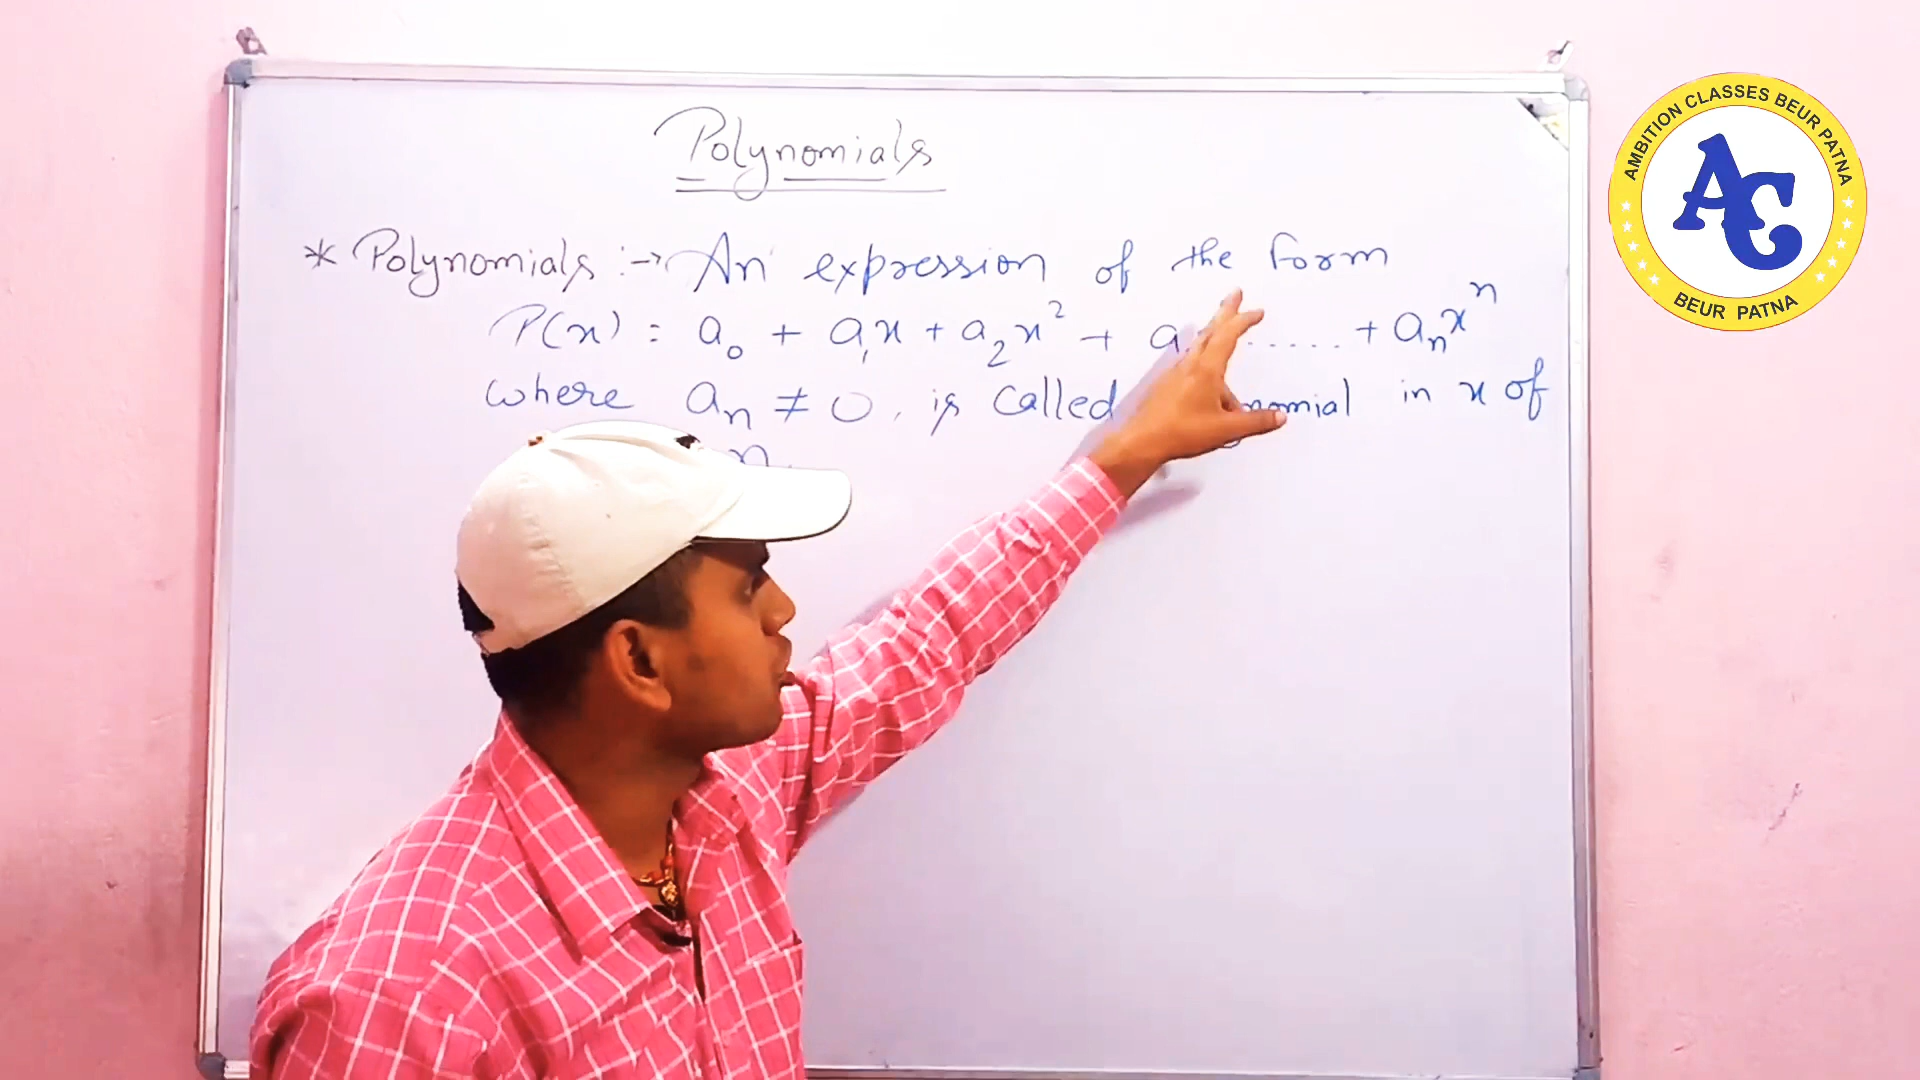 Polynomials
* Polynomials :→ An expression of the form
P(x) = a₀ + a₁x + a₂x² + a ...... + aₙxⁿ
where aₙ ≠ 0, is called nomial in x of
n.
AMBITION CLASSES BEUR PATNA
AC
BEUR PATNA